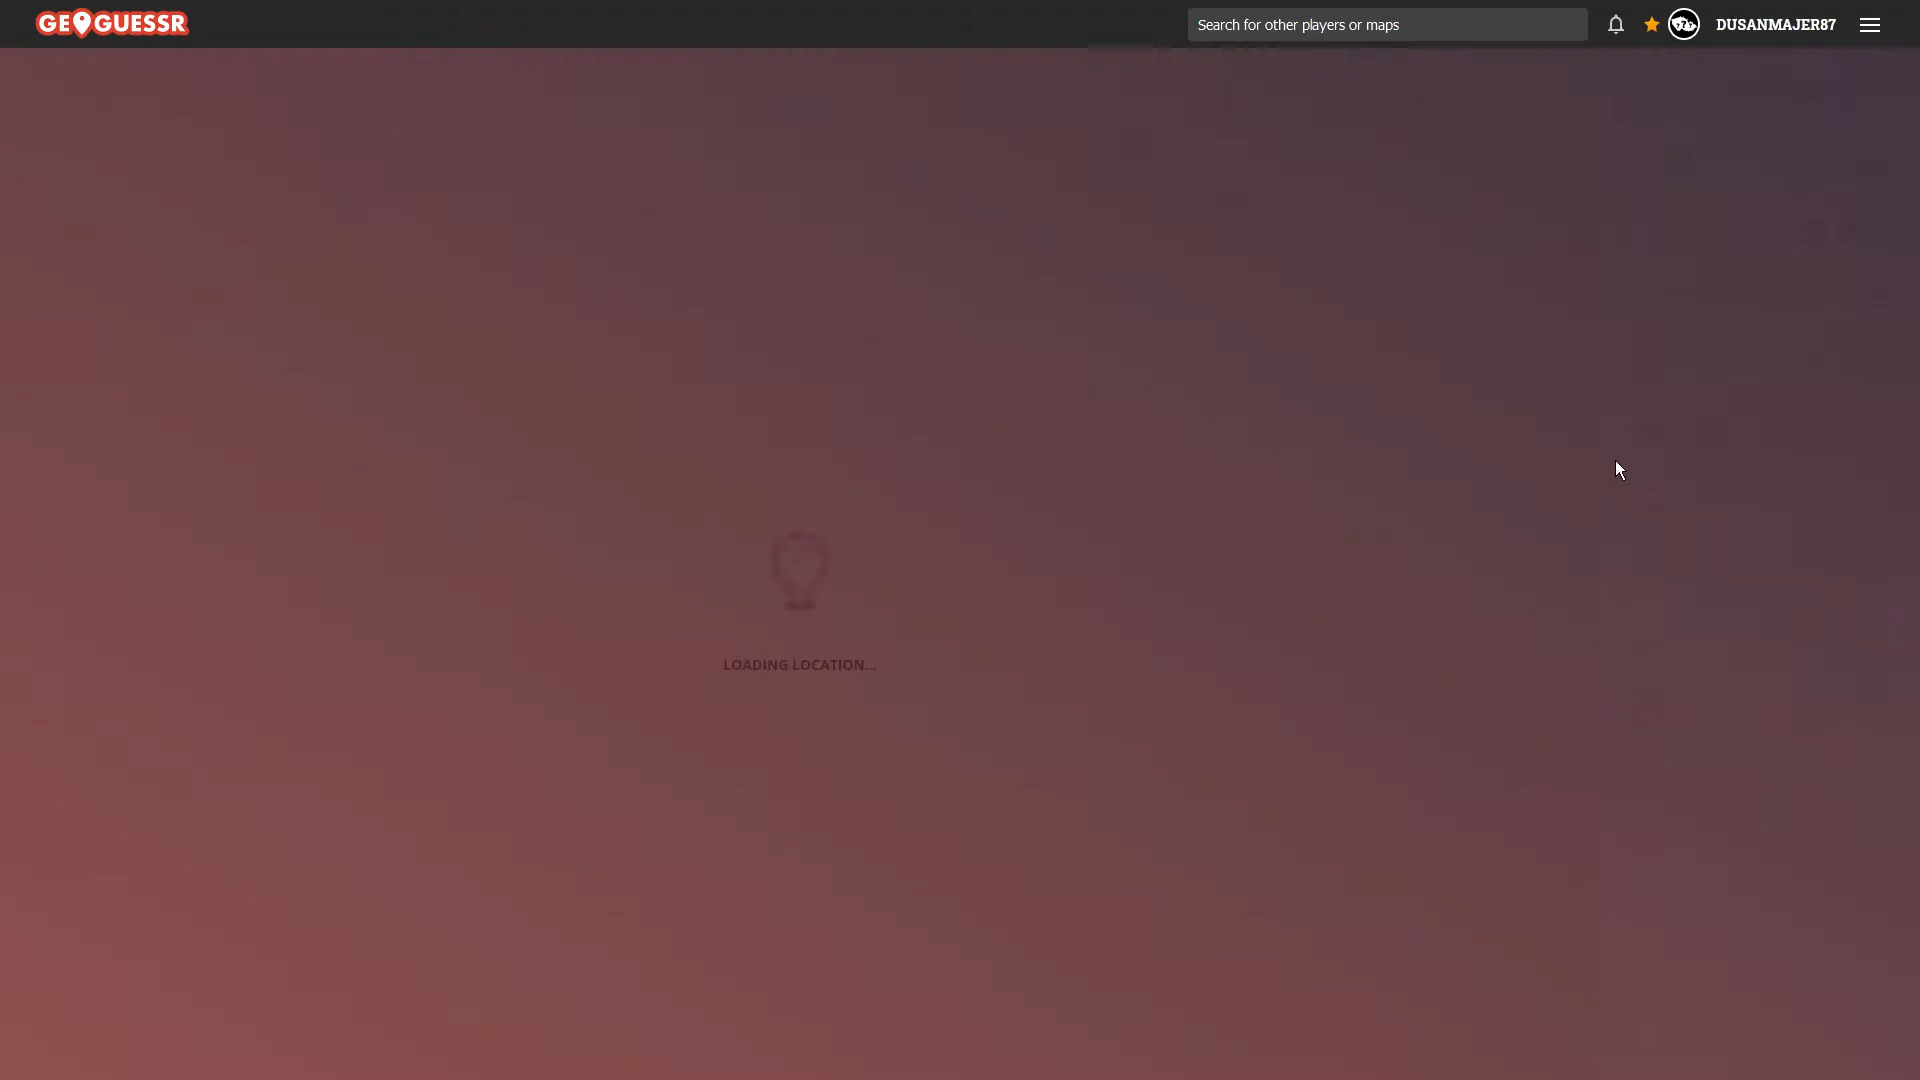 GEOGUESSR
Search for other players or maps
DUSANMAJER87
LOADING LOCATION...